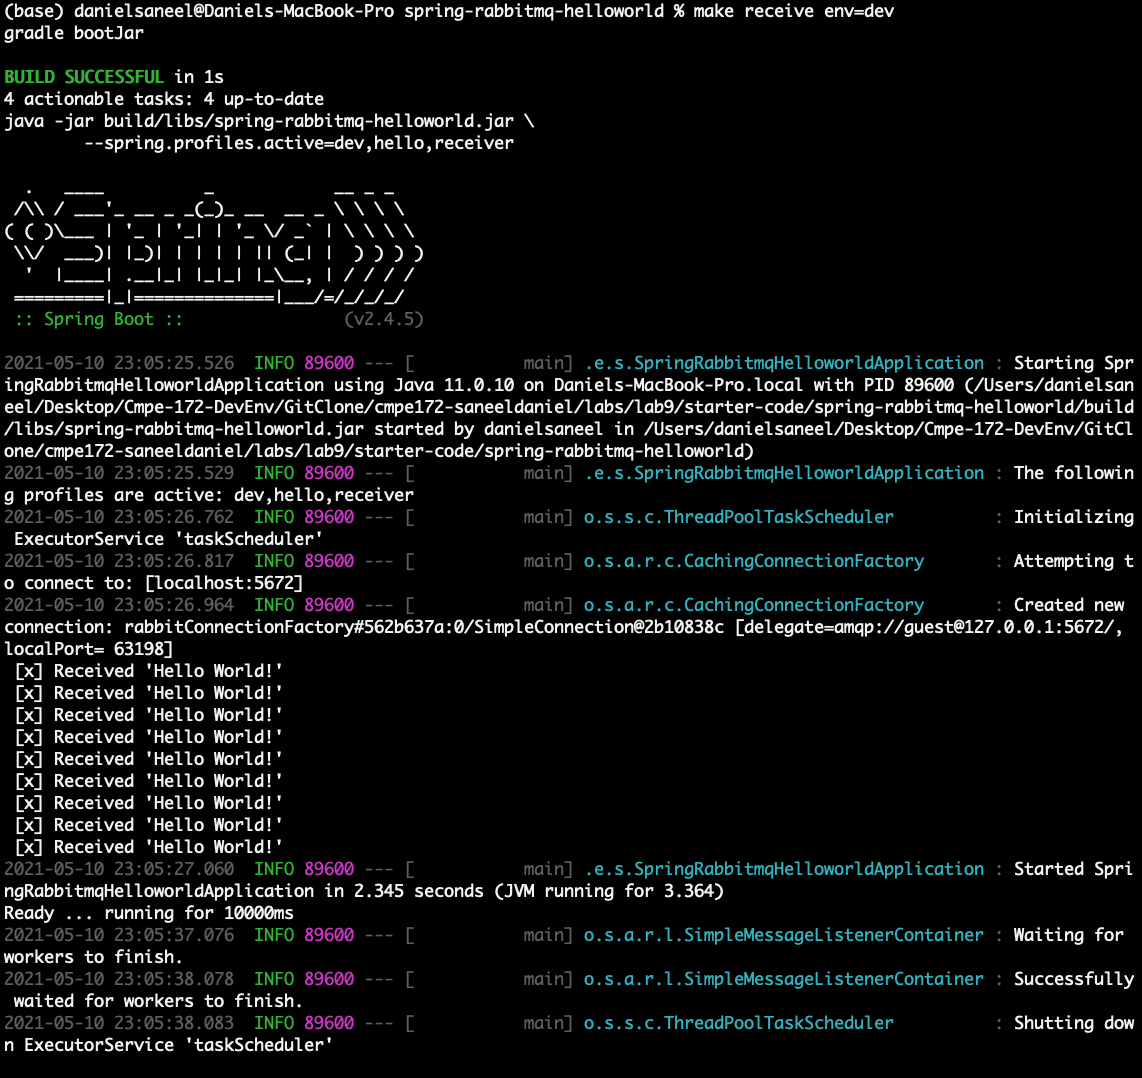 (base) danielsaneel@Daniels-MacBook-Pro spring-rabbitmq-helloworld % make receive env=dev
gradle bootJar
BUILD SUCCESSFUL in 1s
4 actionable tasks: 4 up-to-date
java -jar build/libs/spring-rabbitmq-helloworld.jar \
        --spring.profiles.active=dev,hello,receiver
  .   ____          _            __ _ _
 /\\ / ___'_ __ _ _(_)_ __  __ _ \ \ \ \
( ( )\___ | '_ | '_| | '_ \/ _` | \ \ \ \
 \\/  ___)| |_)| | | | | || (_| |  ) ) ) )
  '  |____| .__|_| |_|_| |_\__, | / / / /
 =========|_|==============|___/=/_/_/_/
 :: Spring Boot ::                (v2.4.5)
2021-05-10 23:05:25.526  INFO 89600 --- [           main] .e.s.SpringRabbitmqHelloworldApplication : Starting Spr
ingRabbitmqHelloworldApplication using Java 11.0.10 on Daniels-MacBook-Pro.local with PID 89600 (/Users/danielsan
eel/Desktop/Cmpe-172-DevEnv/GitClone/cmpe172-saneeldaniel/labs/lab9/starter-code/spring-rabbitmq-helloworld/build
/libs/spring-rabbitmq-helloworld.jar started by danielsaneel in /Users/danielsaneel/Desktop/Cmpe-172-DevEnv/GitCl
one/cmpe172-saneeldaniel/labs/lab9/starter-code/spring-rabbitmq-helloworld)
2021-05-10 23:05:25.529  INFO 89600 --- [           main] .e.s.SpringRabbitmqHelloworldApplication : The followin
g profiles are active: dev,hello,receiver
2021-05-10 23:05:26.762  INFO 89600 --- [           main] o.s.s.c.ThreadPoolTaskScheduler          : Initializing
 ExecutorService 'taskScheduler'
2021-05-10 23:05:26.817  INFO 89600 --- [           main] o.s.a.r.c.CachingConnectionFactory       : Attempting t
o connect to: [localhost:5672]
2021-05-10 23:05:26.964  INFO 89600 --- [           main] o.s.a.r.c.CachingConnectionFactory       : Created new 
connection: rabbitConnectionFactory#562b637a:0/SimpleConnection@2b10838c [delegate=amqp://guest@127.0.0.1:5672/, 
localPort= 63198]
 [x] Received 'Hello World!'
 [x] Received 'Hello World!'
 [x] Received 'Hello World!'
 [x] Received 'Hello World!'
 [x] Received 'Hello World!'
 [x] Received 'Hello World!'
 [x] Received 'Hello World!'
 [x] Received 'Hello World!'
 [x] Received 'Hello World!'
2021-05-10 23:05:27.060  INFO 89600 --- [           main] .e.s.SpringRabbitmqHelloworldApplication : Started Spri
ngRabbitmqHelloworldApplication in 2.345 seconds (JVM running for 3.364)
Ready ... running for 10000ms
2021-05-10 23:05:37.076  INFO 89600 --- [           main] o.s.a.r.l.SimpleMessageListenerContainer : Waiting for 
workers to finish.
2021-05-10 23:05:38.078  INFO 89600 --- [           main] o.s.a.r.l.SimpleMessageListenerContainer : Successfully
 waited for workers to finish.
2021-05-10 23:05:38.083  INFO 89600 --- [           main] o.s.s.c.ThreadPoolTaskScheduler          : Shutting dow
n ExecutorService 'taskScheduler'